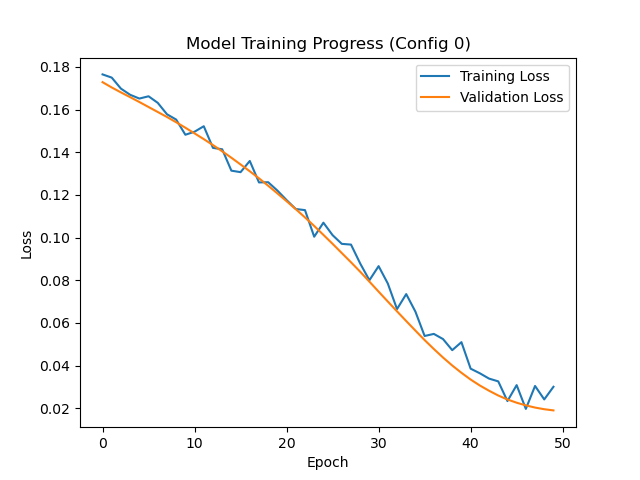 Model Training Progress (Config 0)
Training Loss
Validation Loss
0.18
0.16
0.14
0.12
0.10
0.08
0.06
0.04
0.02
Loss
0 10 20 30 40 50
Epoch